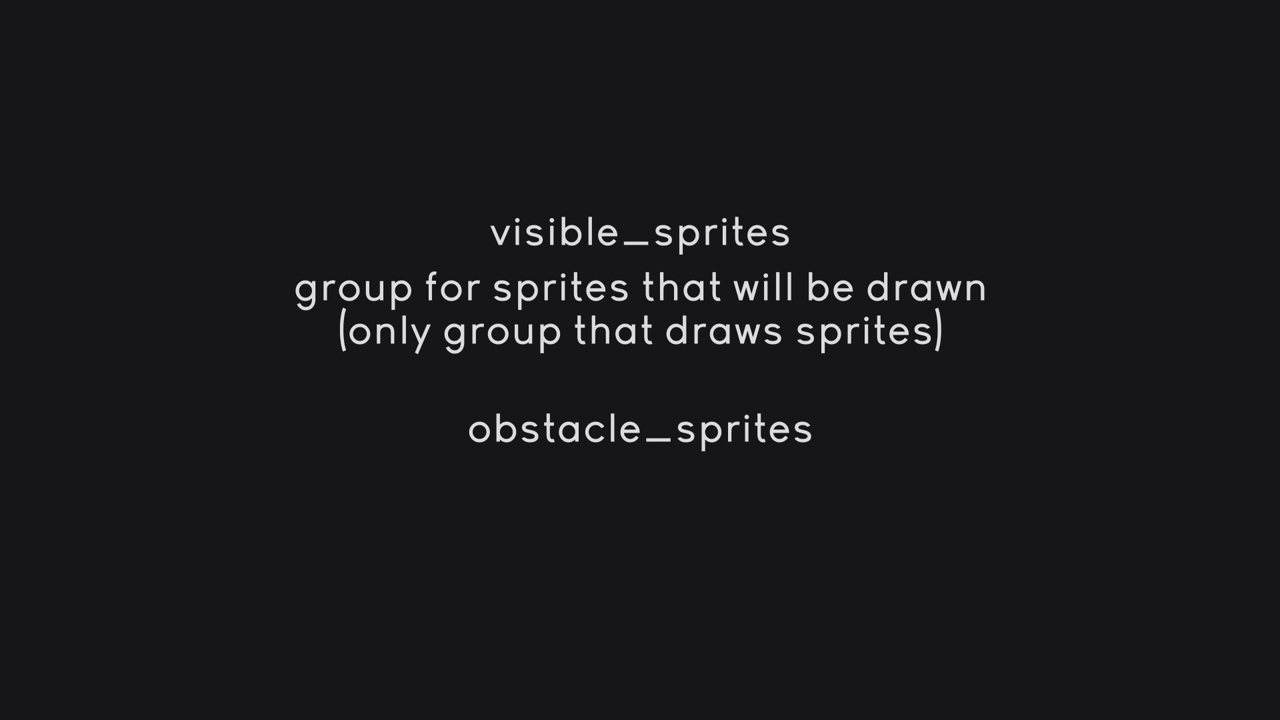 visible_sprites
group for sprites that will be drawn
(only group that draws sprites)
obstacle_sprites